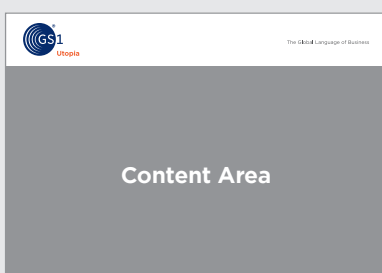 GS1
Utopia
The Global Language of Business
Content Area